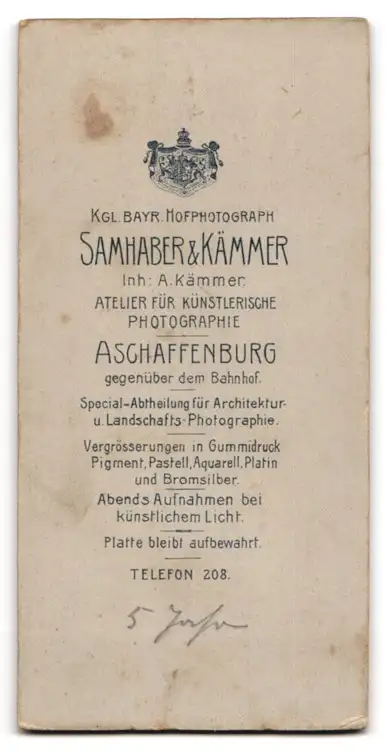 KGL. BAYR. HOFPHOTOGRAPH
SAMHABER & KÄMMER
Inh: A. Kämmer.
ATELIER FÜR KÜNSTLERISCHE
PHOTOGRAPHIE
ASCHAFFENBURG
gegenüber dem Bahnhof.
Special-Abtheilung für Architektur-
u. Landschafts-Photographie.
Vergrösserungen in Gummidruck
Pigment, Pastell, Aquarell, Platin
und Bromsilber.
Abends Aufnahmen bei
künstlichem Licht.
Platte bleibt aufbewahrt.
TELEFON 208.
5